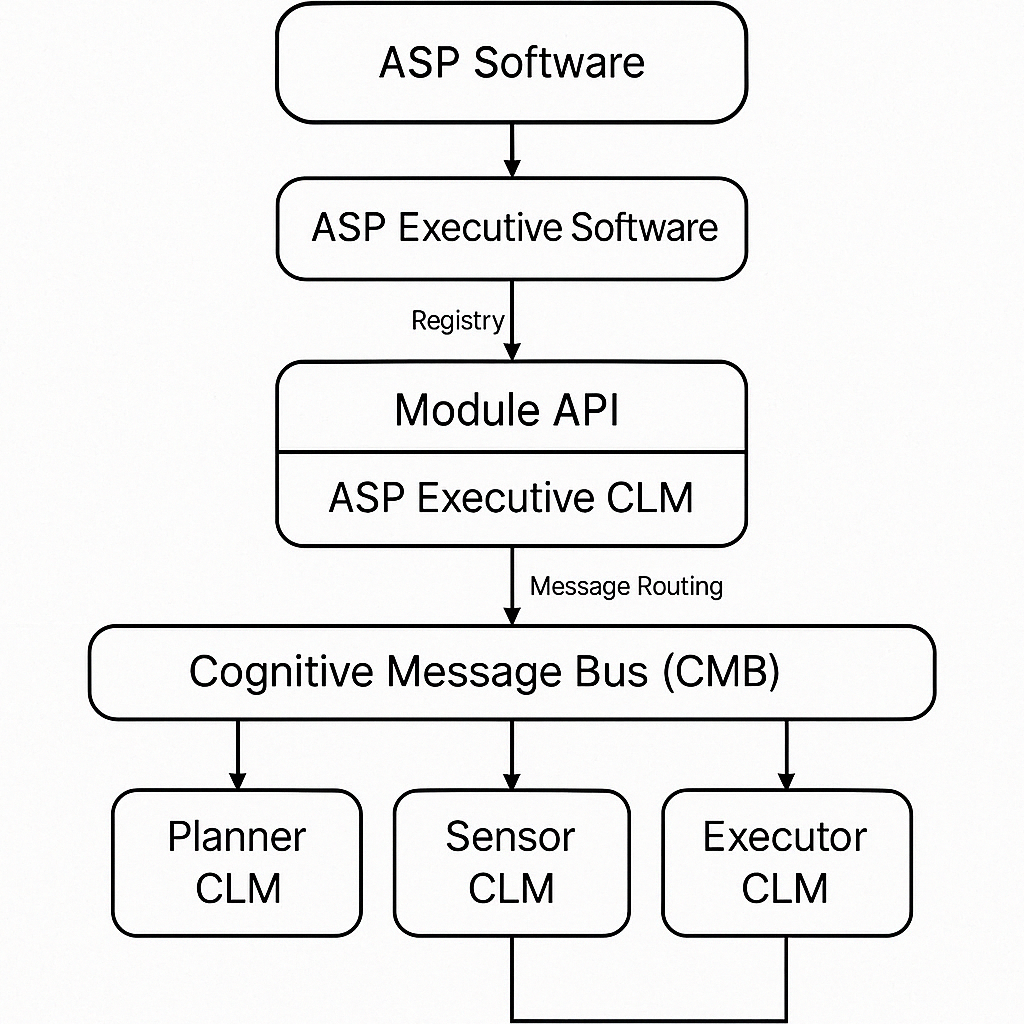 ASP Software
ASP Executive Software
Registry
Module API
ASP Executive CLM
Message Routing
Cognitive Message Bus (CMB)
Planner
CLM
Sensor
CLM
Executor
CLM